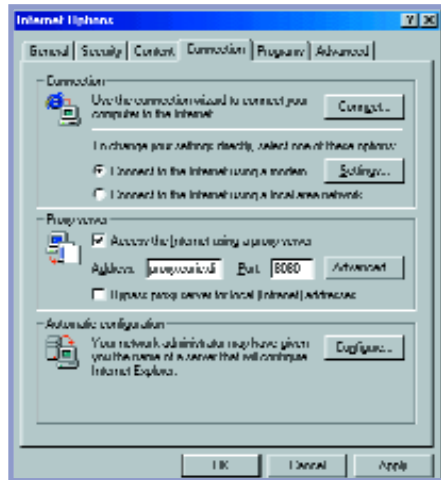 Internet Options
General Security Content Connection Programs Advanced
Connection
Use the connection wizard to connect your
computer to the Internet
Connect...
To change your settings directly, select one of these options:
Connect to the Internet using a modem
Settings...
Connect to the Internet using a local area network
Proxy server
Access the Internet using a proxy server
Address: Port: 8080 Advanced
Bypass proxy server for local (Intranet) addresses
Automatic configuration
Your network administrator may have given
you the name of a server that will configure
Internet Explorer.
Configure...
OK Cancel Apply